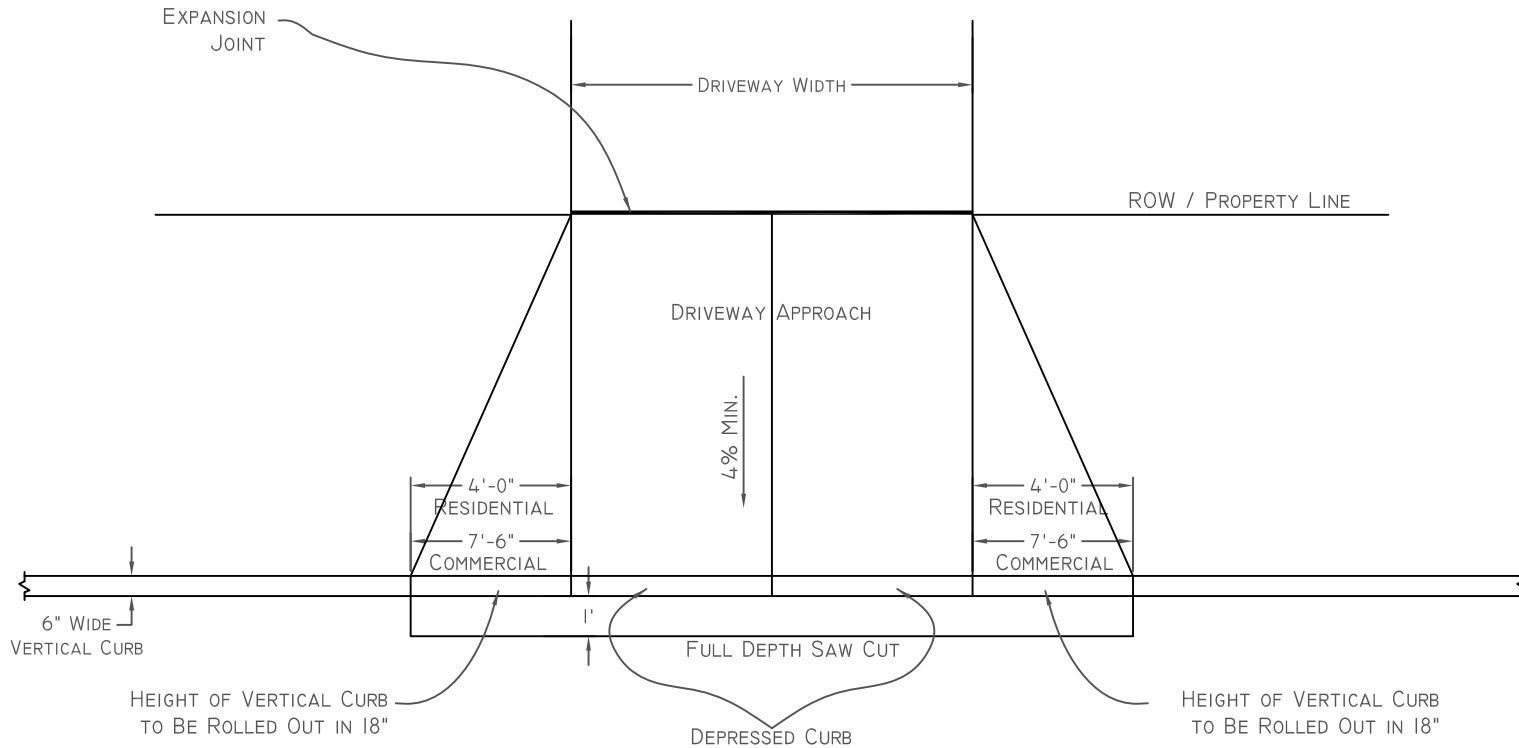 Expansion
Joint
Driveway Width
ROW / Property Line
Driveway Approach
4% Min.
4'-0"
Residential
7'-6"
Commercial
4'-0"
Residential
7'-6"
Commercial
6" Wide
Vertical Curb
1'
Full Depth Saw Cut
Height of Vertical Curb
to Be Rolled Out in 18"
Depressed Curb
Height of Vertical Curb
to Be Rolled Out in 18"